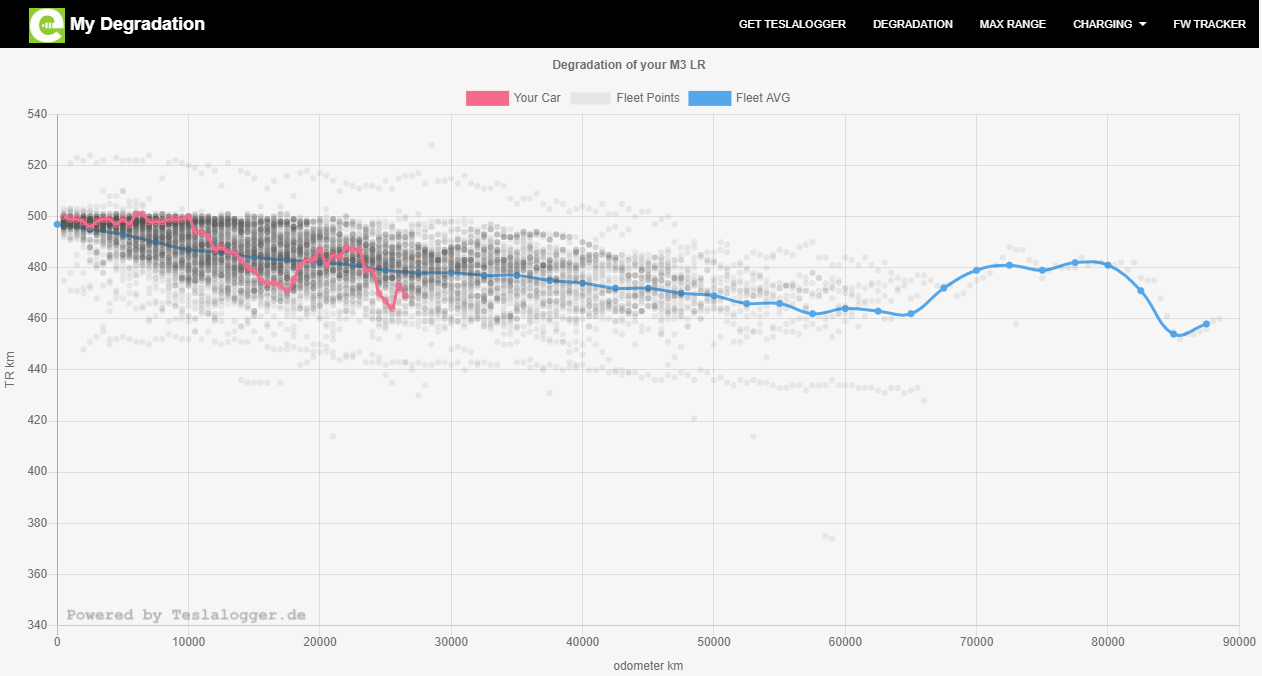 My Degradation
GET TESLALOGGER DEGRADATION MAX RANGE CHARGING FW TRACKER
Degradation of your M3 LR
Your Car Fleet Points Fleet AVG
540
520
500
480
460
440
420
400
380
360
340
TR km
Powered by Teslalogger.de
0 10000 20000 30000 40000 50000 60000 70000 80000 90000
odometer km